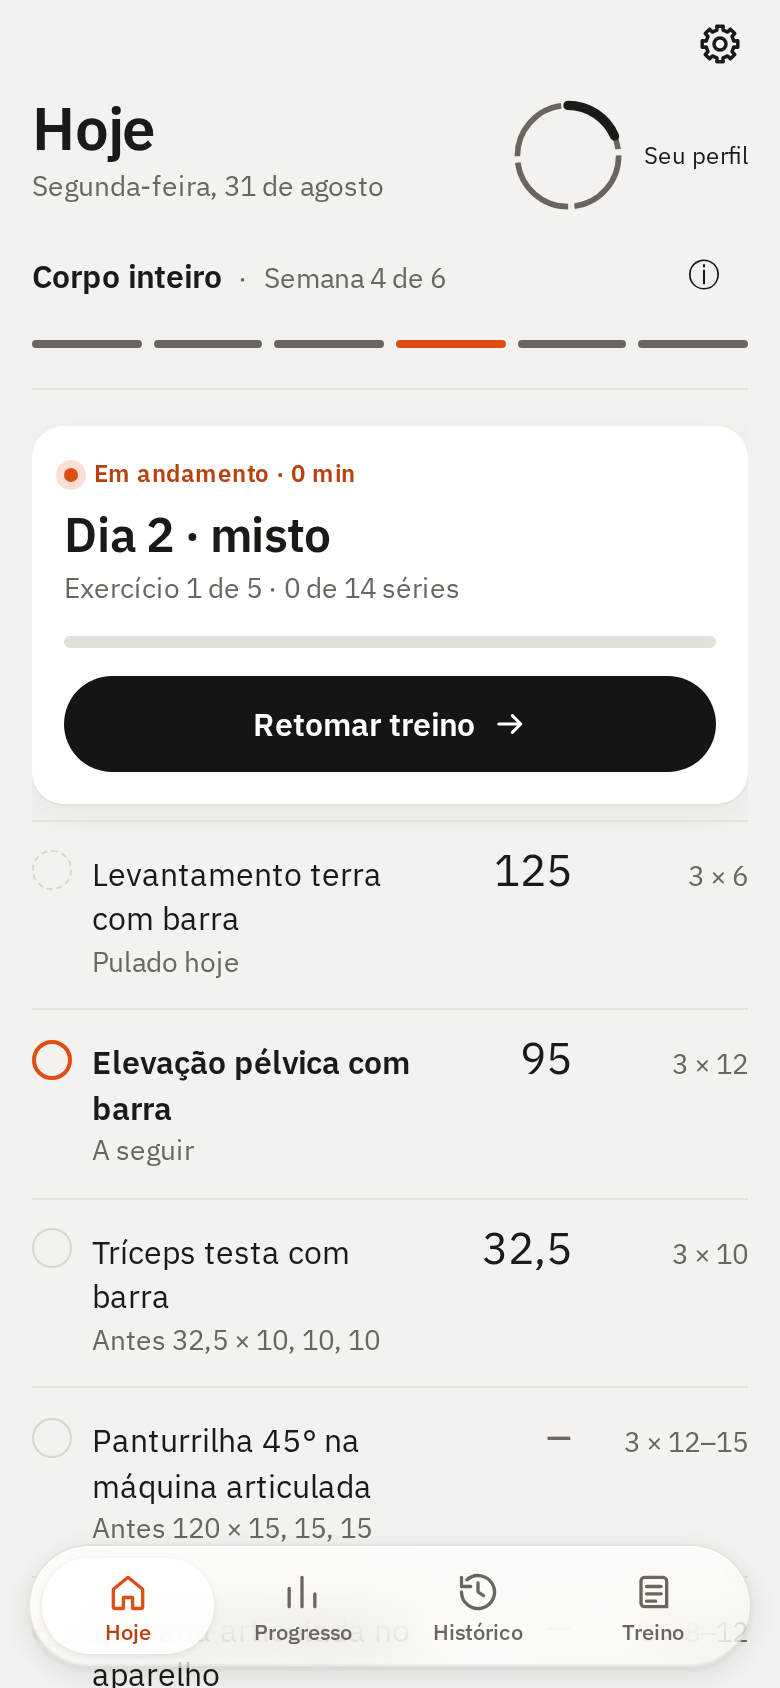 Hoje
Segunda-feira, 31 de agosto
Seu perfil
Corpo inteiro · Semana 4 de 6
Em andamento · 0 min
Dia 2 · misto
Exercício 1 de 5 · 0 de 14 séries
Retomar treino →
Levantamento terra 125 3 × 6
com barra
Pulado hoje
Elevação pélvica com 95 3 × 12
barra
A seguir
Tríceps testa com 32,5 3 × 10
barra
Antes 32,5 × 10, 10, 10
Panturrilha 45° na – 3 × 12–15
máquina articulada
Antes 120 × 15, 15, 15
articulada no – 8–12
aparelho
Hoje Progresso Histórico Treino